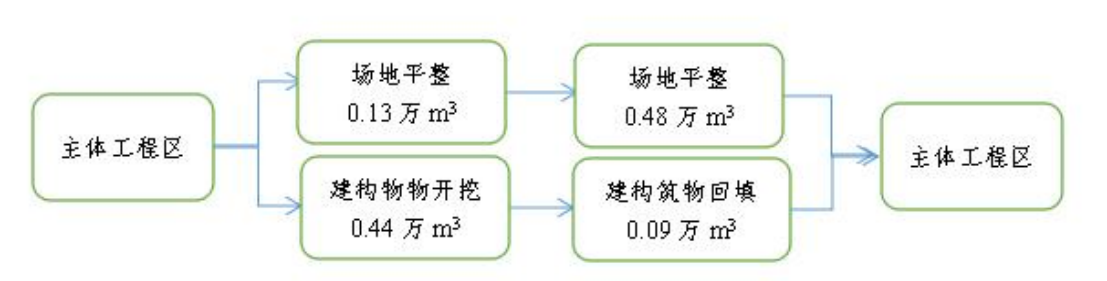 主体工程区
场地平整
0.13 万 m³
场地平整
0.48 万 m³
建构物物开挖
0.44 万 m³
建构筑物回填
0.09 万 m³
主体工程区